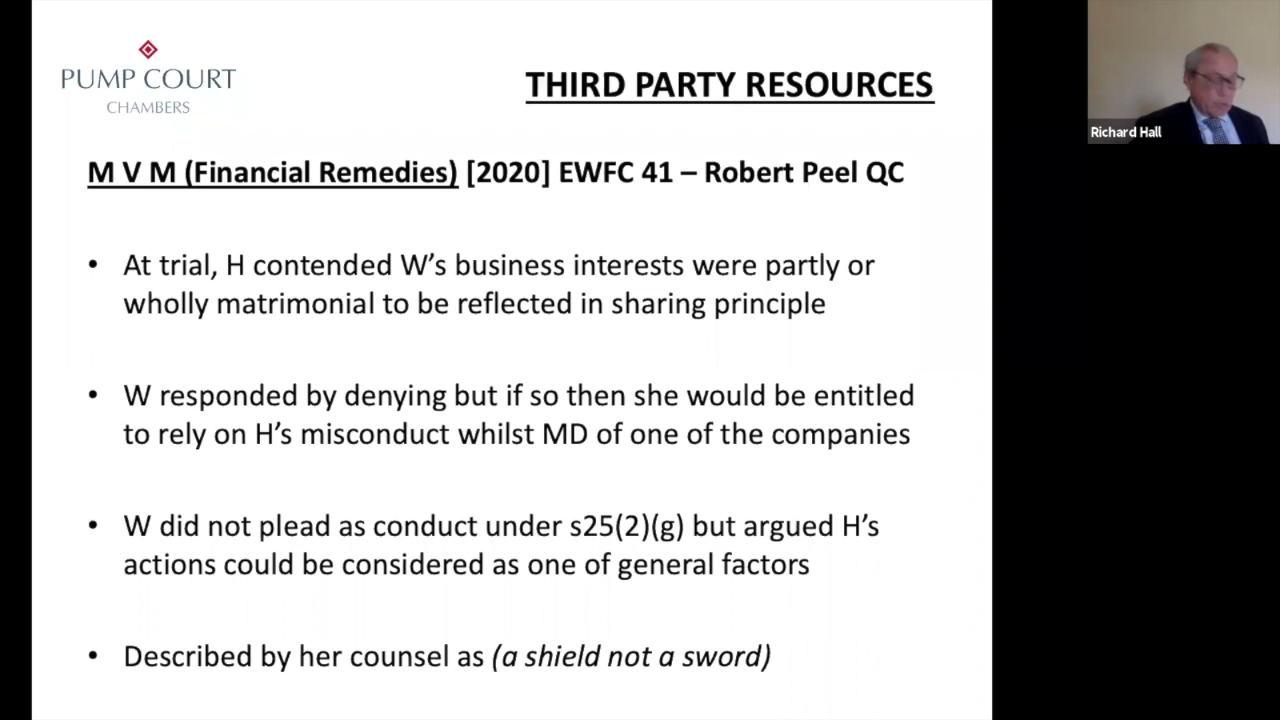 PUMP COURT
CHAMBERS
THIRD PARTY RESOURCES
M V M (Financial Remedies) [2020] EWFC 41 – Robert Peel QC
• At trial, H contended W’s business interests were partly or
wholly matrimonial to be reflected in sharing principle
• W responded by denying but if so then she would be entitled
to rely on H’s misconduct whilst MD of one of the companies
• W did not plead as conduct under s25(2)(g) but argued H’s
actions could be considered as one of general factors
• Described by her counsel as (a shield not a sword)
Richard Hall